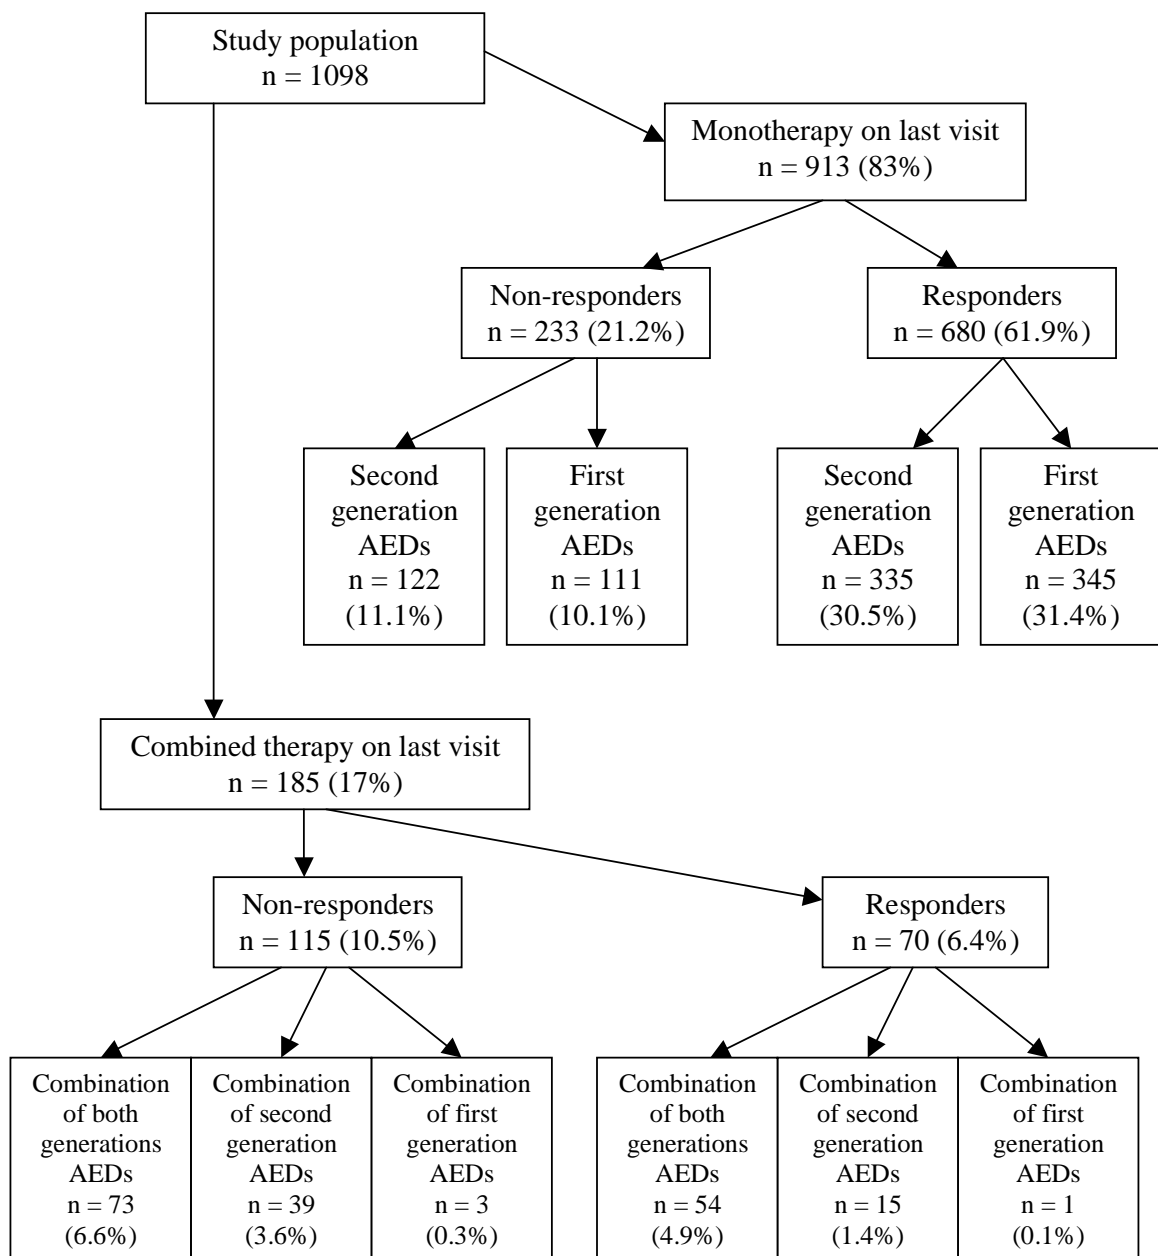 Study population
n = 1098
Monotherapy on last visit
n = 913 (83%)
Non-responders
n = 233 (21.2%)
Responders
n = 680 (61.9%)
Second
generation
AEDs
n = 122
(11.1%)
First
generation
AEDs
n = 111
(10.1%)
Second
generation
AEDs
n = 335
(30.5%)
First
generation
AEDs
n = 345
(31.4%)
Combined therapy on last visit
n = 185 (17%)
Non-responders
n = 115 (10.5%)
Responders
n = 70 (6.4%)
Combination
of both
generations
AEDs
n = 73
(6.6%)
Combination
of second
generation
AEDs
n = 39
(3.6%)
Combination
of first
generation
AEDs
n = 3
(0.3%)
Combination
of both
generations
AEDs
n = 54
(4.9%)
Combination
of second
generation
AEDs
n = 15
(1.4%)
Combination
of first
generation
AEDs
n = 1
(0.1%)